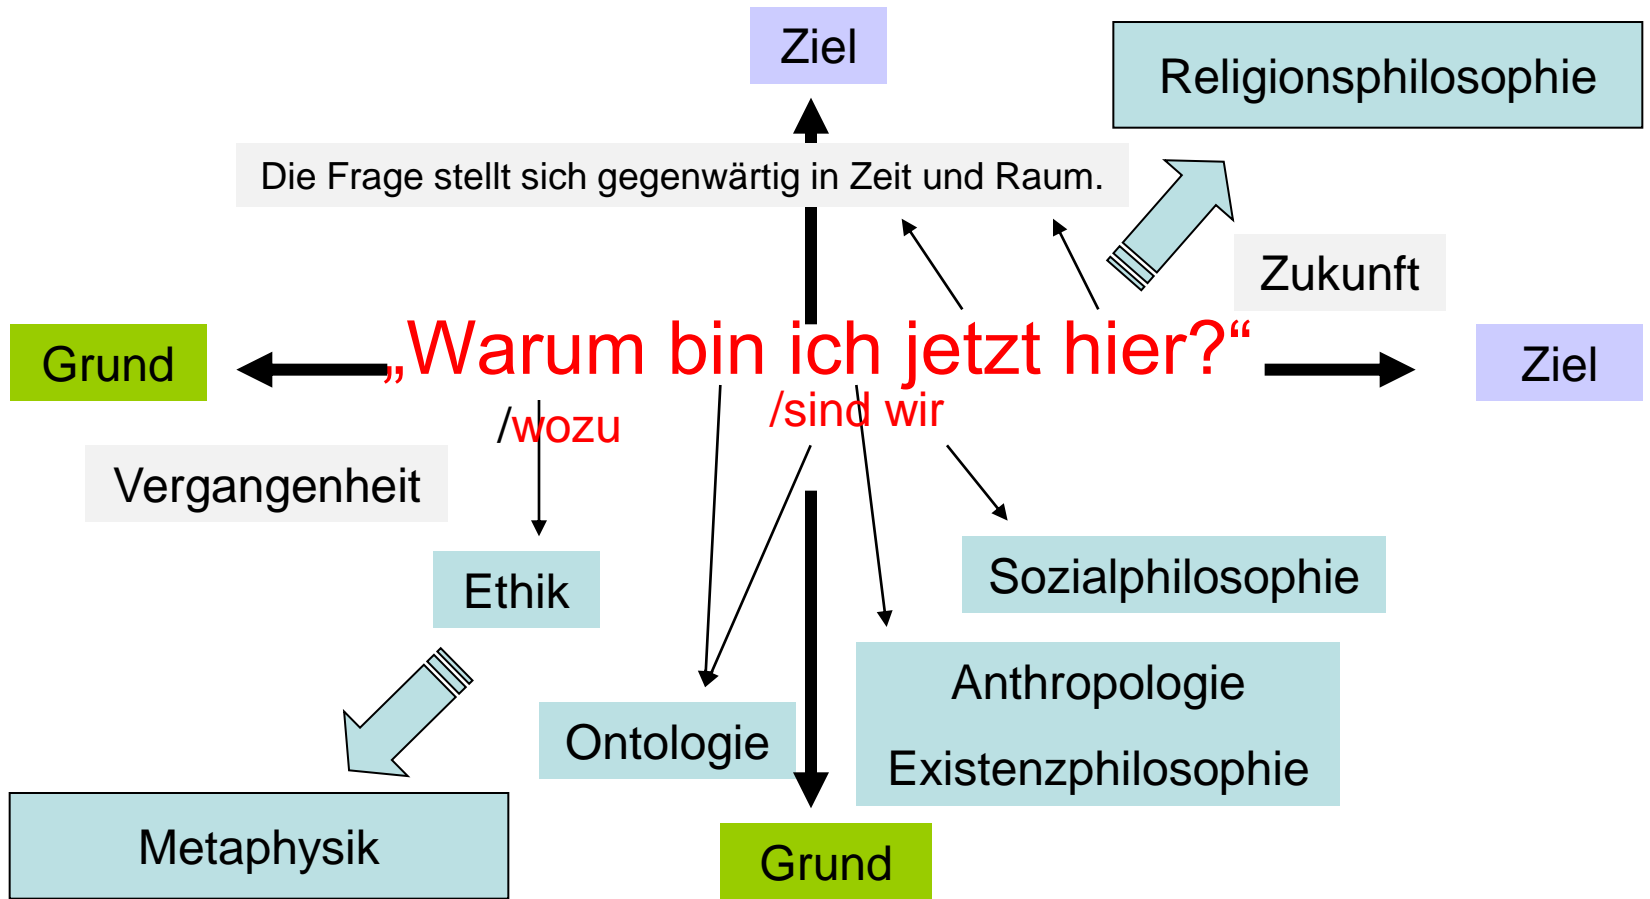 Ziel
Religionsphilosophie
Die Frage stellt sich gegenwärtig in Zeit und Raum.
Zukunft
Grund
„Warum bin ich jetzt hier?“
Ziel
/wozu
/sind wir
Vergangenheit
Ethik
Sozialphilosophie
Anthropologie
Existenzphilosophie
Ontologie
Metaphysik
Grund